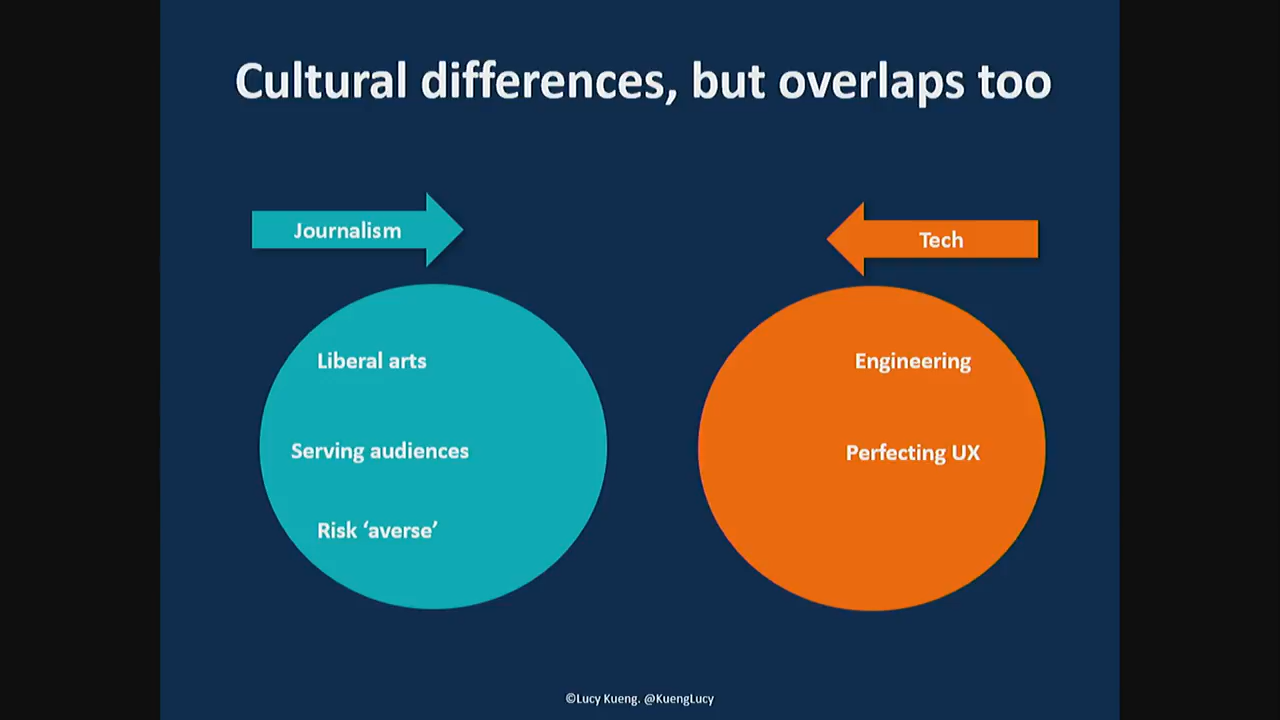 Cultural differences, but overlaps too
Journalism
Tech
Liberal arts
Serving audiences
Risk ‘averse’
Engineering
Perfecting UX
©Lucy Kueng. @KuengLucy